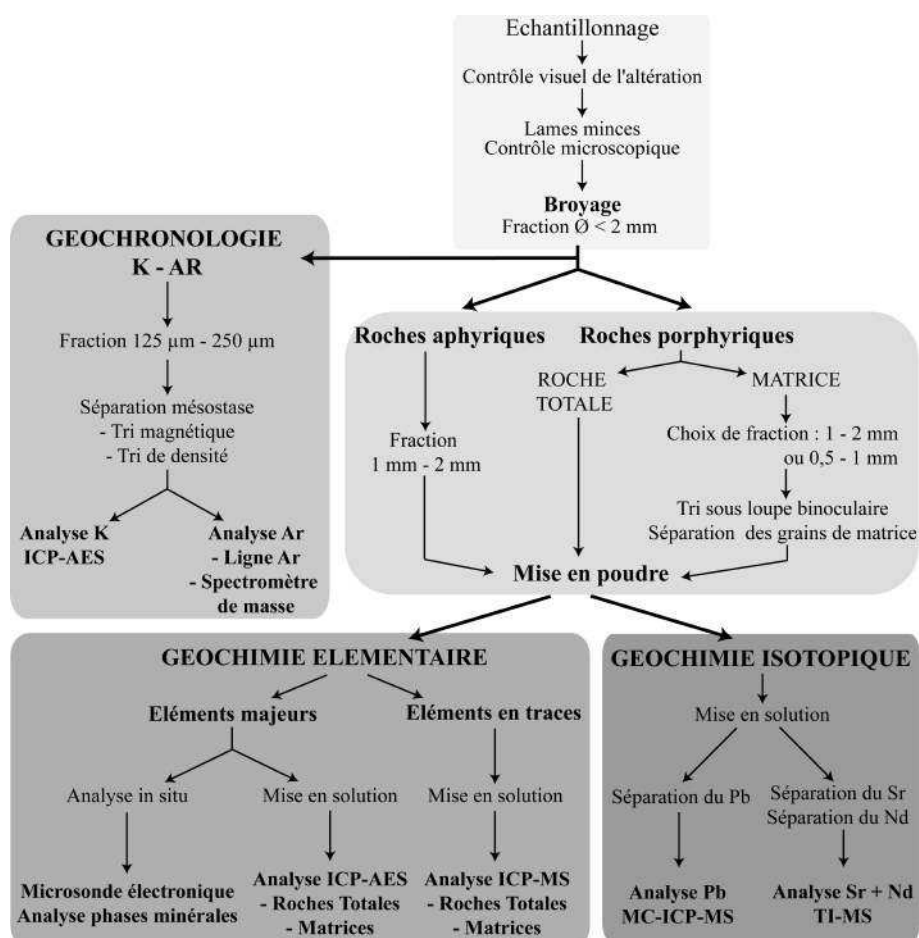 Echantillonnage
Contrôle visuel de l'altération
Lames minces
Contrôle microscopique
Broyage
Fraction Ø < 2 mm
GEOCHRONOLOGIE
K - AR
Fraction 125 µm - 250 µm
Séparation mésostase
- Tri magnétique
- Tri de densité
Analyse K
ICP-AES
Analyse Ar
- Ligne Ar
- Spectromètre
de masse
Roches aphyriques
Fraction
1 mm - 2 mm
Roches porphyriques
ROCHE
TOTALE
MATRICE
Choix de fraction : 1 - 2 mm
ou 0,5 - 1 mm
Tri sous loupe binoculaire
Séparation des grains de matrice
Mise en poudre
GEOCHIMIE ELEMENTAIRE
Eléments majeurs
Eléments en traces
Analyse in situ
Mise en solution
Mise en solution
Microsonde électronique
Analyse phases minérales
Analyse ICP-AES
- Roches Totales
- Matrices
Analyse ICP-MS
- Roches Totales
- Matrices
GEOCHIMIE ISOTOPIQUE
Mise en solution
Séparation du Pb
Séparation du Sr
Séparation du Nd
Analyse Pb
MC-ICP-MS
Analyse Sr + Nd
TI-MS